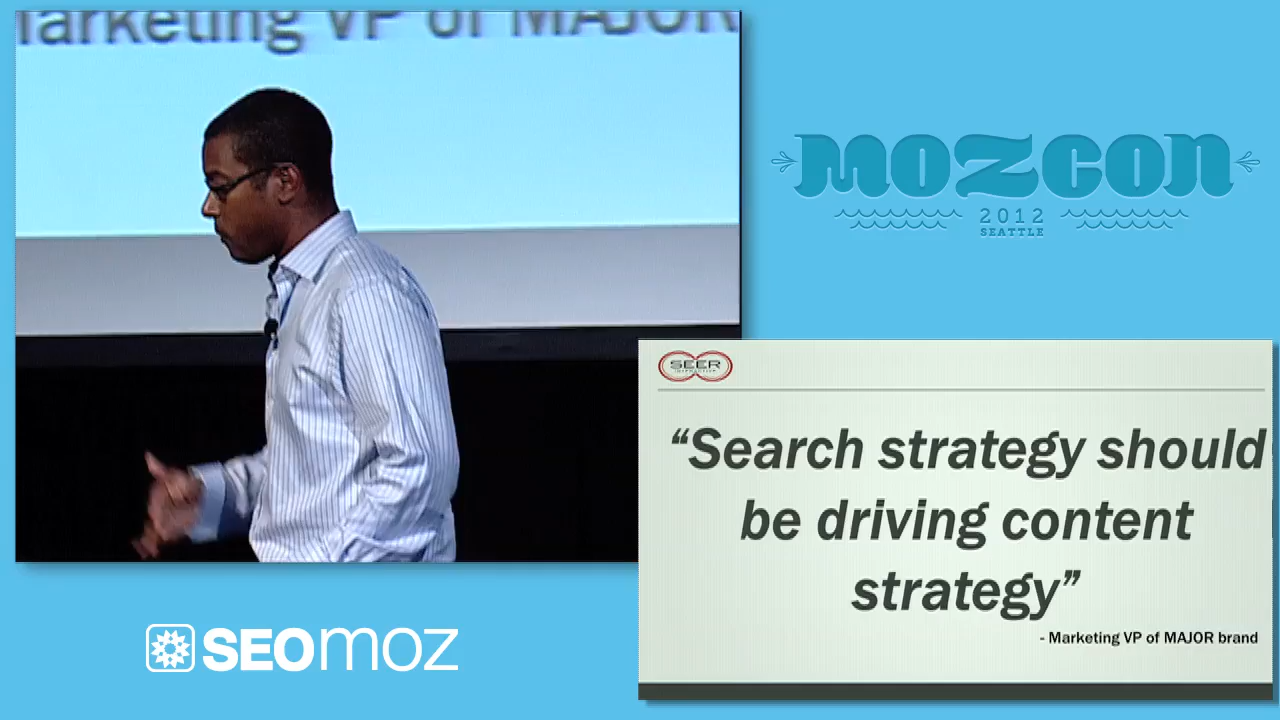 Marketing VP of MAJOR
MOZCON
2012
SEATTLE
SEER
INTERACTIVE
“Search strategy should
be driving content
strategy”
- Marketing VP of MAJOR brand
SEOmoz